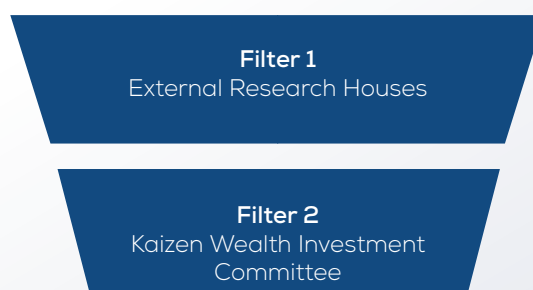 Filter 1
External Research Houses
Filter 2
Kaizen Wealth Investment
Committee